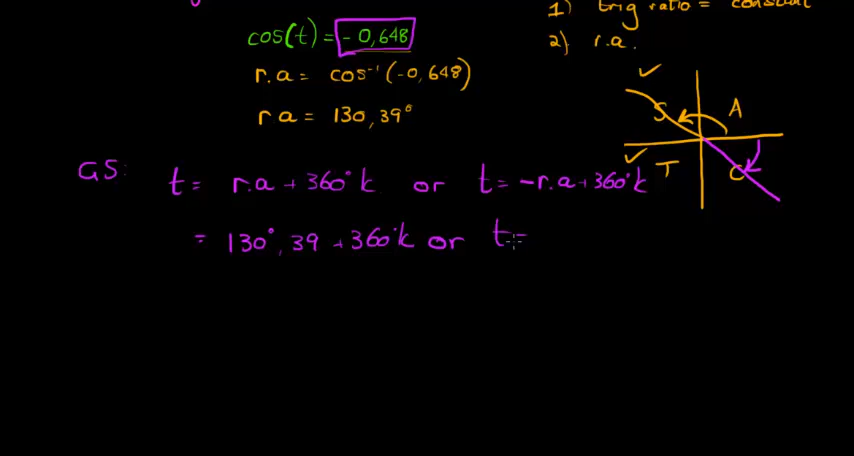 1) trig ratio = constant
cos(t) = -0,648
2) r.a.
r.a = cos⁻¹(-0,648)
r a = 130,39°
S A
T C
GS: t = r.a + 360°k or t = -r.a + 360°k
= 130°,39 + 360°k or t =